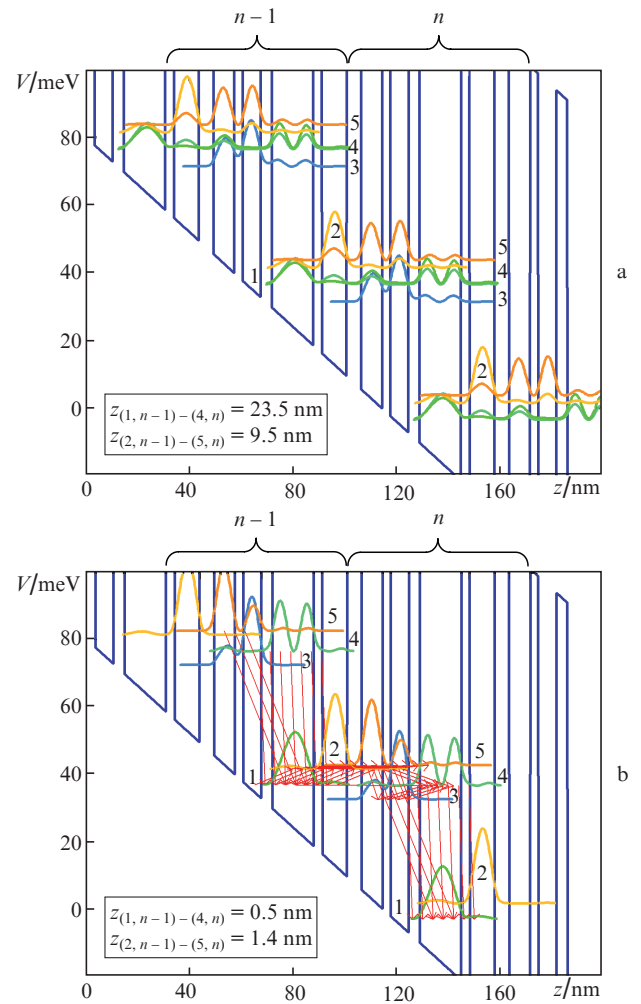 n – 1
n
V/meV
80
60
40
20
0
5
4
3
2
1
5
4
3
2
a
z(1, n – 1) – (4, n) = 23.5 nm
z(2, n – 1) – (5, n) = 9.5 nm
0
40
80
120
160
z/nm
n – 1
n
V/meV
80
60
40
20
0
5
4
3
2
1
5
4
3
2
1
b
z(1, n – 1) – (4, n) = 0.5 nm
z(2, n – 1) – (5, n) = 1.4 nm
0
40
80
120
160
z/nm